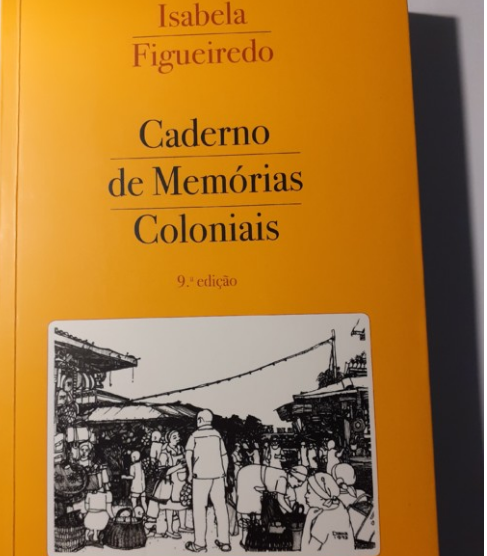 Isabela
Figueiredo
Caderno
de Memórias
Coloniais
9.ª edição